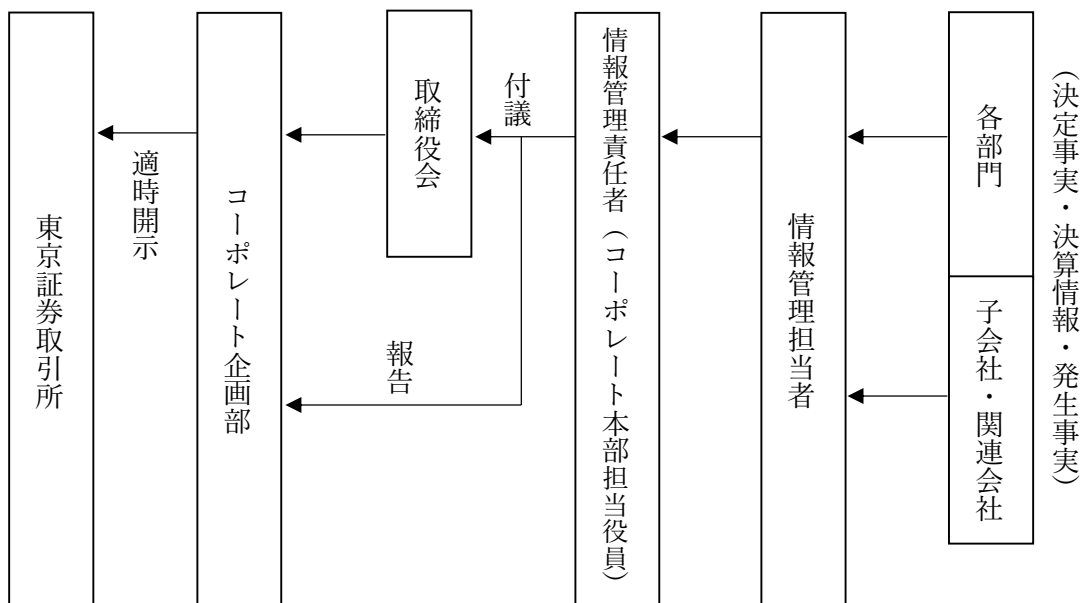 （決定事実・決算情報・発生事実）
各部門
子会社・関連会社
情報管理担当者
情報管理責任者（コーポレート本部担当役員）
付議
取締役会
報告
コーポレート企画部
適時開示
東京証券取引所